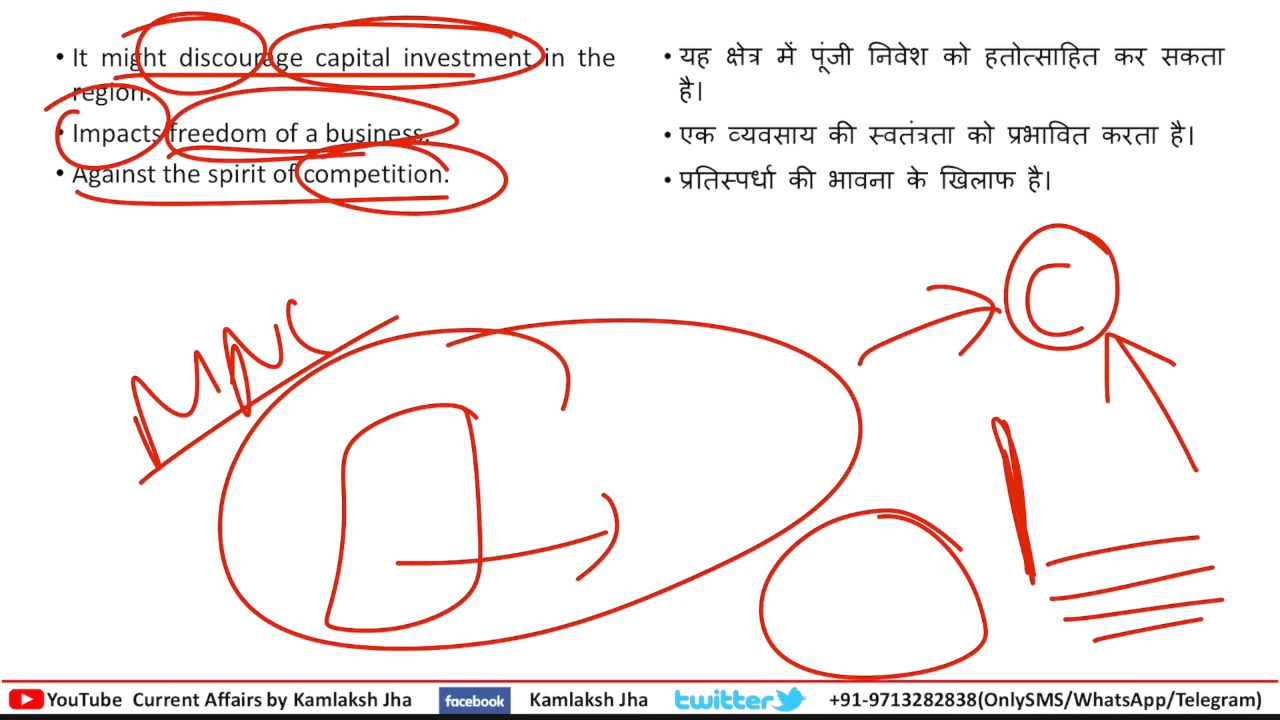 • It might discourage capital investment in the
region.
• Impacts freedom of a business.
• Against the spirit of competition.
• यह क्षेत्र में पूंजी निवेश को हतोत्साहित कर सकता
है।
• एक व्यवसाय की स्वतंत्रता को प्रभावित करता है।
• प्रतिस्पर्धा की भावना के खिलाफ है।
MNC
C
YouTube Current Affairs by Kamlaksh Jha facebook Kamlaksh Jha twitter +91-9713282838(OnlySMS/WhatsApp/Telegram)